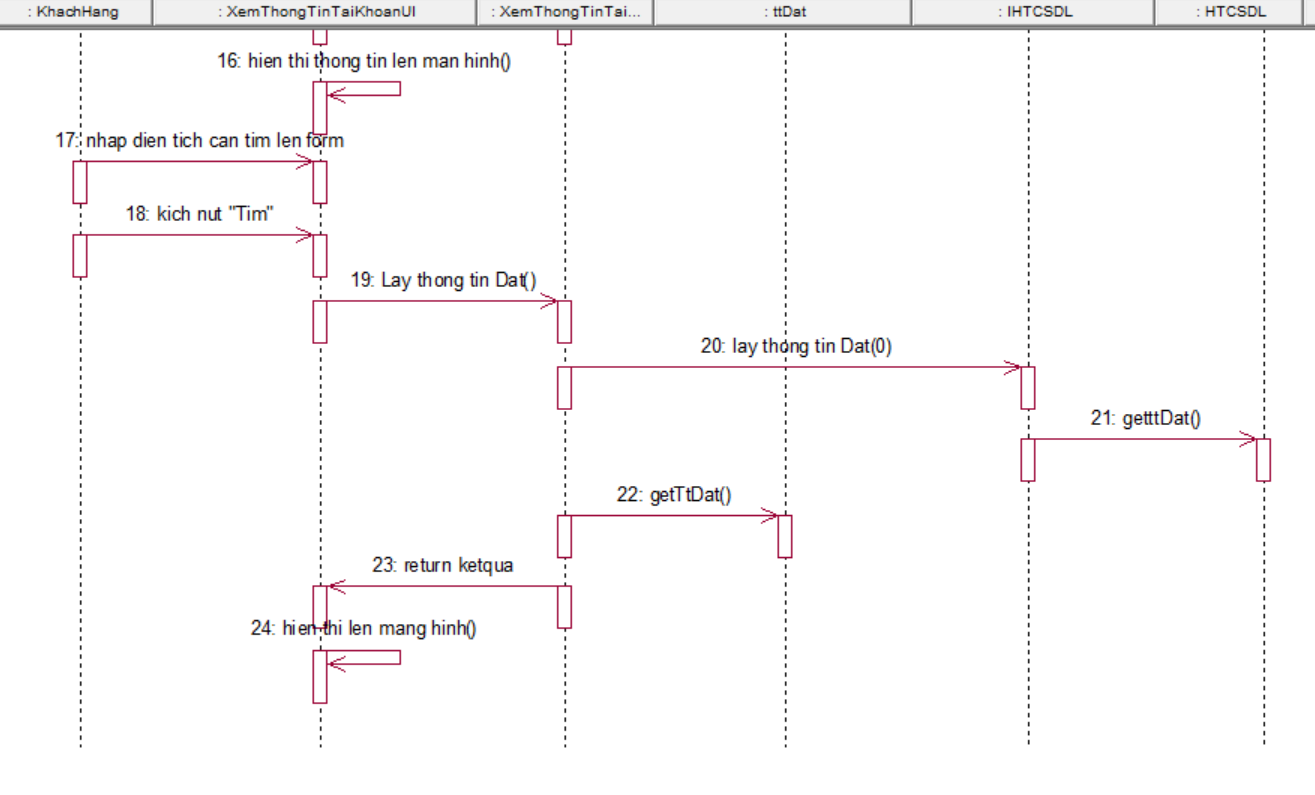 : KhachHang
: XemThongTinTaiKhoanUI
: XemThongTinTai...
: ttDat
: IHTCSDL
: HTCSDL
16: hien thi thong tin len man hinh()
17: nhap dien tich can tim len form
18: kich nut "Tim"
19: Lay thong tin Dat()
20: lay thong tin Dat(0)
21: getttDat()
22: getTtDat()
23: return ketqua
24: hien thi len mang hinh()